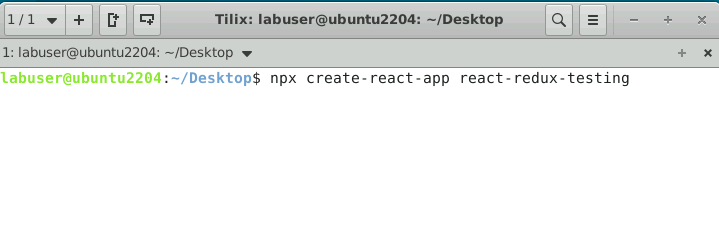 1 / 1 Tilix: labuser@ubuntu2204: ~/Desktop
1: labuser@ubuntu2204: ~/Desktop
labuser@ubuntu2204:~/Desktop$ npx create-react-app react-redux-testing